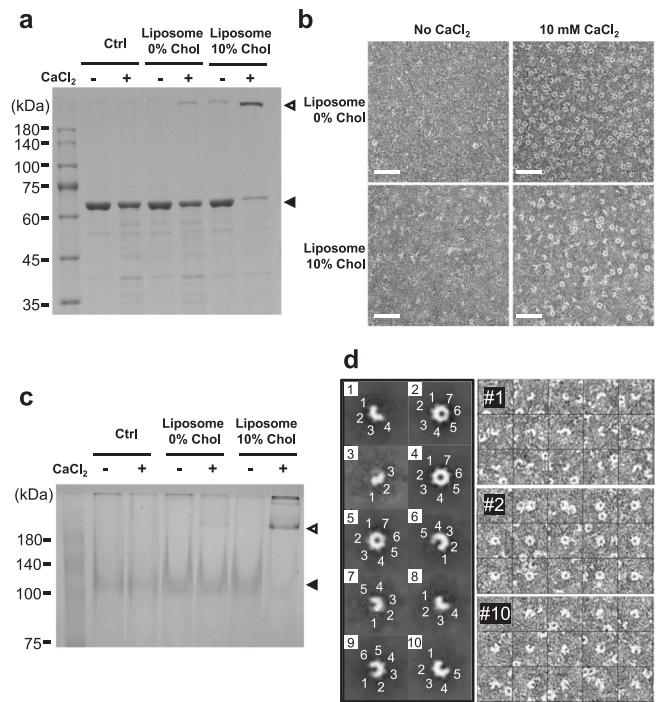 a
Ctrl
Liposome 0% Chol
Liposome 10% Chol
CaCl2 - + - + - +
(kDa)
180
140
100
75
60
45
35
b
No CaCl2
10 mM CaCl2
Liposome 0% Chol
Liposome 10% Chol
c
Ctrl
Liposome 0% Chol
Liposome 10% Chol
CaCl2 - + - + - +
(kDa)
180
140
100
75
d
1
1 2 3 4
2
1 2 3 4 5 6 7
3
1 2 3
4
1 2 3 4 5 6 7
5
1 2 3 4 5 6 7
6
1 2 3 4
7
1 2 3 4 5
8
1 2 3 4
9
1 2 3 4 5 6
10
1 2 3 4 5
#1
#2
#10